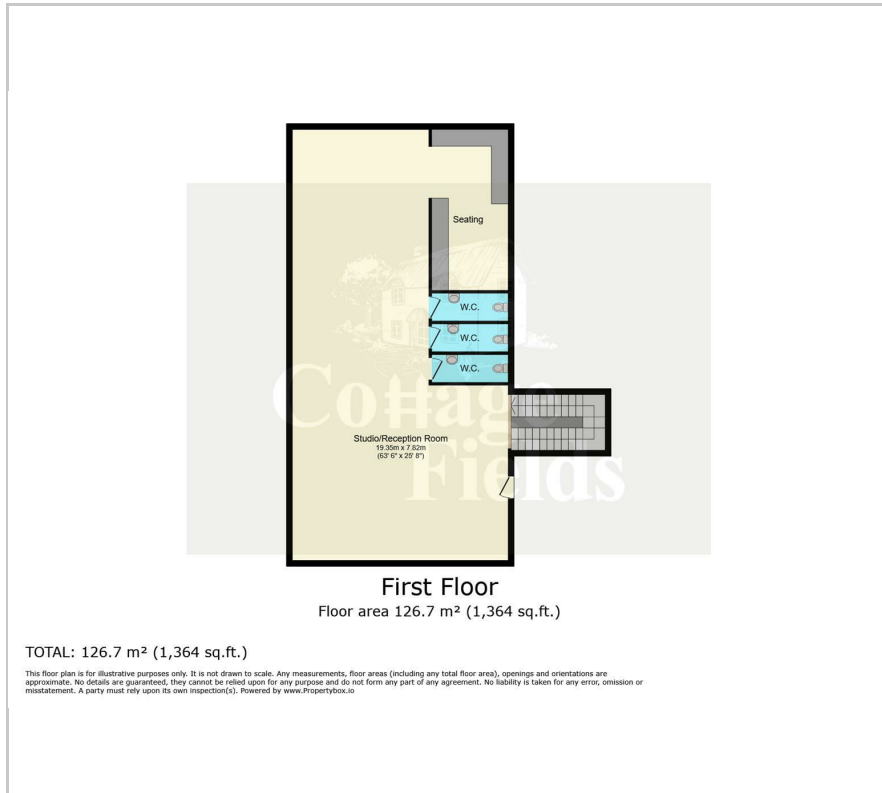 Seating
W.C.
W.C.
W.C.
Cottage
Fields
Studio/Reception Room
19.35m x 7.82m
(63' 6" x 25' 8")
First Floor
Floor area 126.7 m² (1,364 sq.ft.)
TOTAL: 126.7 m² (1,364 sq.ft.)
This floor plan is for illustrative purposes only. It is not drawn to scale. Any measurements, floor areas (including any total floor area), openings and orientations are
approximate. No details are guaranteed, they cannot be relied upon for any purpose and do not form any part of any agreement. No liability is taken for any error, omission or
misstatement. A party must rely upon its own inspection(s). Powered by www.Propertybox.io